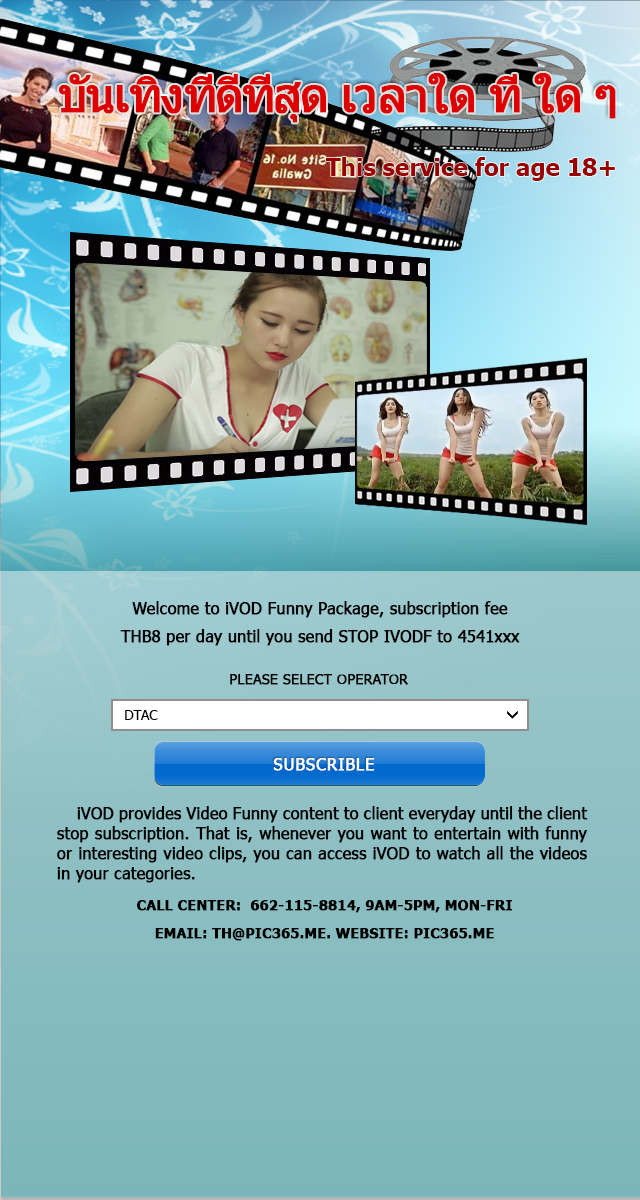 บันเทิงที่ดีที่สุด เวลาใด ที่ ใด ๆ
This service for age 18+
Site No. 16
Gwalia
Welcome to iVOD Funny Package, subscription fee
THB8 per day until you send STOP IVODF to 4541xxx
PLEASE SELECT OPERATOR
DTAC
SUBSCRIBLE
iVOD provides Video Funny content to client everyday until the client
stop subscription. That is, whenever you want to entertain with funny
or interesting video clips, you can access iVOD to watch all the videos
in your categories.
CALL CENTER: 662-115-8814, 9AM-5PM, MON-FRI
EMAIL: TH@PIC365.ME. WEBSITE: PIC365.ME